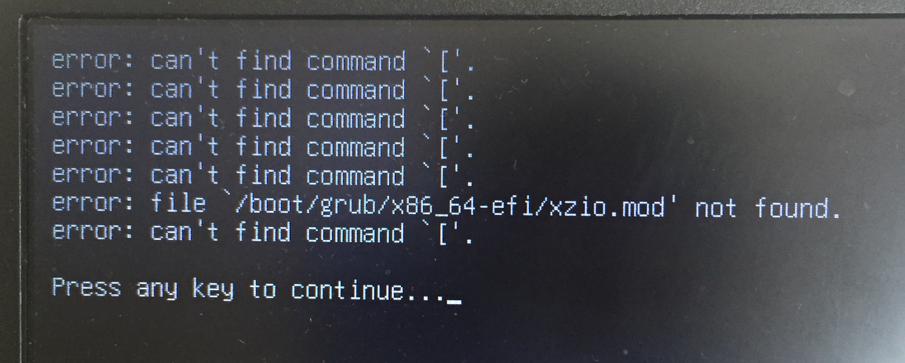 error: can't find command `['.
error: can't find command `['.
error: can't find command `['.
error: can't find command `['.
error: can't find command `['.
error: file `/boot/grub/x86_64-efi/xzio.mod' not found.
error: can't find command `['.
Press any key to continue..._